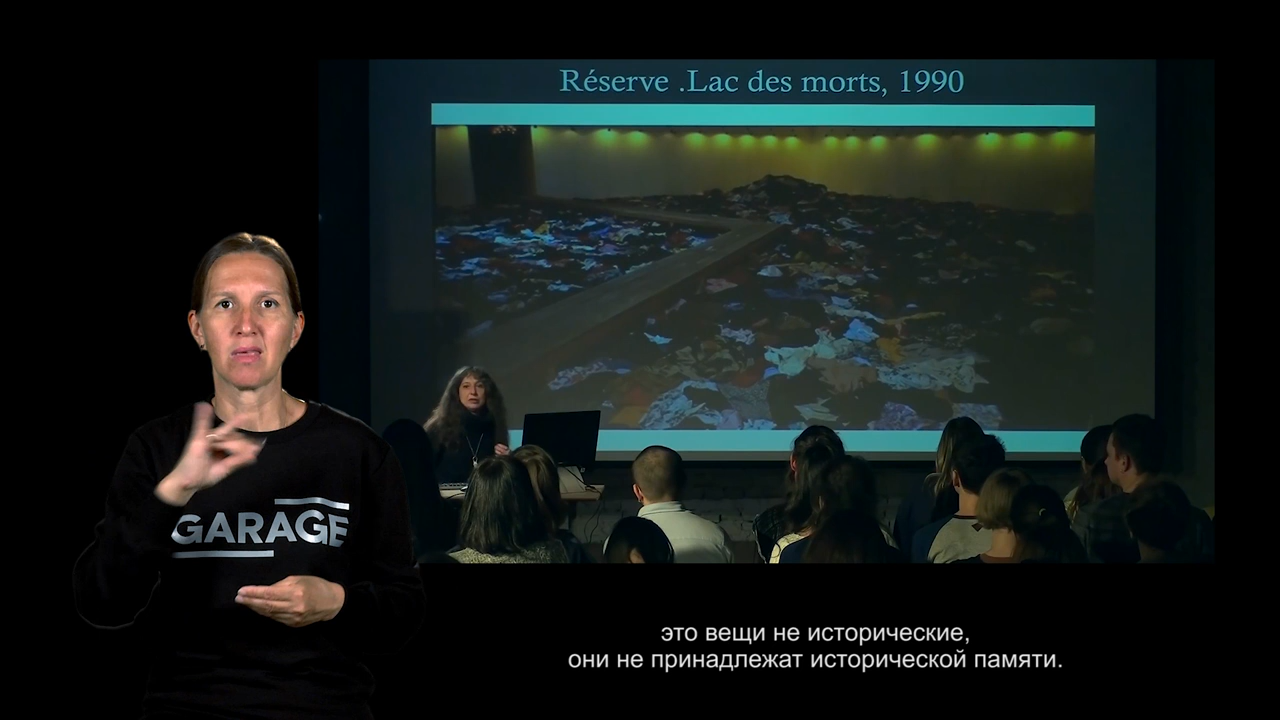 Réserve .Lac des morts, 1990
GARAGE
это вещи не исторические,
они не принадлежат исторической памяти.